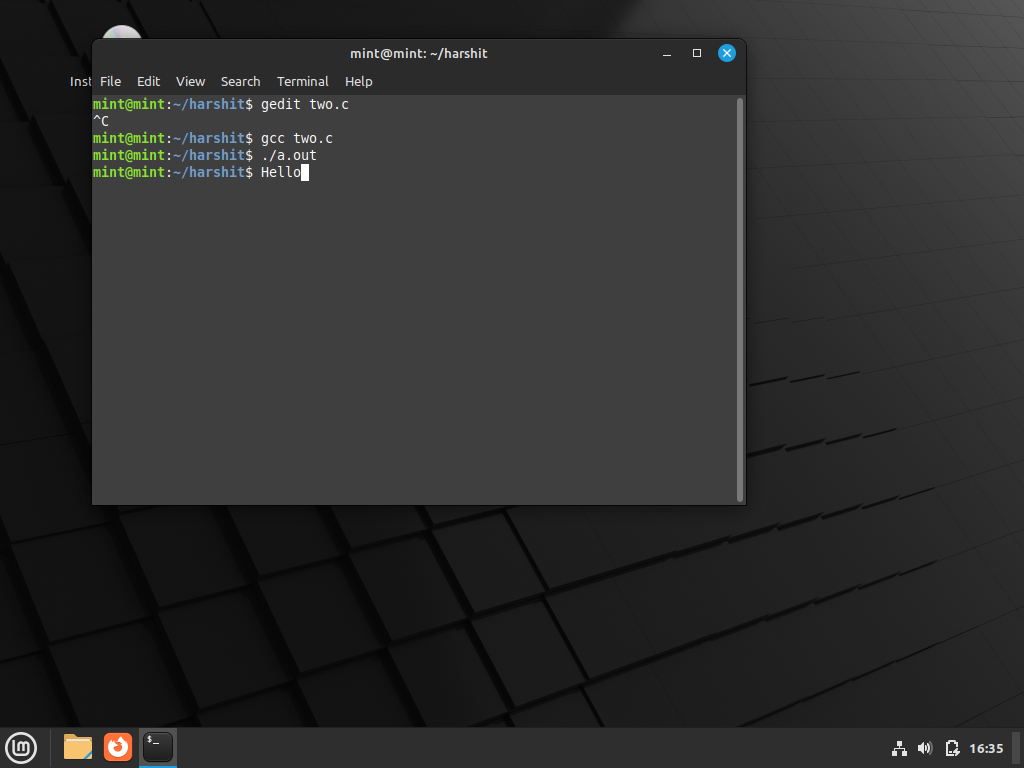 mint@mint: ~/harshit
Inst
File Edit View Search Terminal Help
mint@mint:~/harshit$ gedit two.c
^C
mint@mint:~/harshit$ gcc two.c
mint@mint:~/harshit$ ./a.out
mint@mint:~/harshit$ Hello
$_
16:35